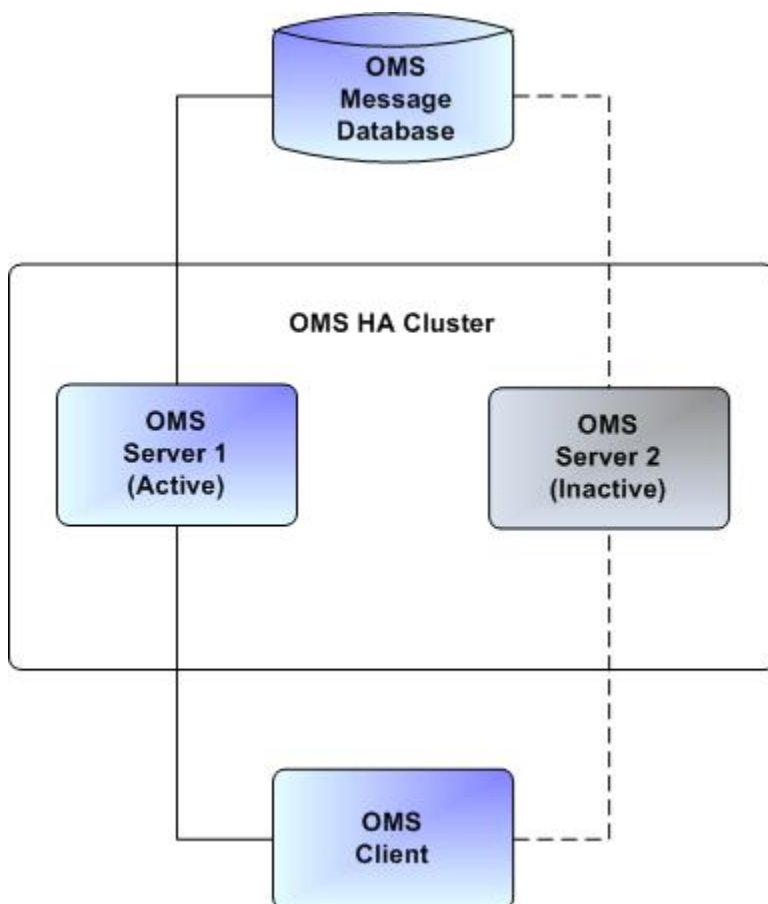 OMS
Message
Database
OMS HA Cluster
OMS
Server 1
(Active)
OMS
Server 2
(Inactive)
OMS
Client